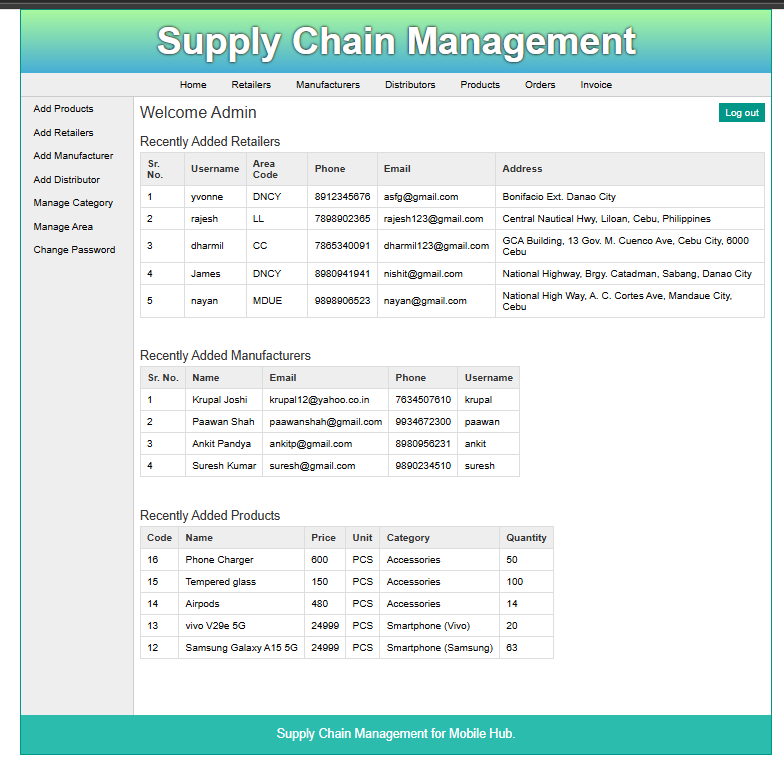 Supply Chain Management
Home Retailers Manufacturers Distributors Products Orders Invoice
Add Products
Add Retailers
Add Manufacturer
Add Distributor
Manage Category
Manage Area
Change Password
Welcome Admin
Log out
Recently Added Retailers
Sr. No. Username Area Code Phone Email Address
1 yvonne DNCY 8912345676 asfg@gmail.com Bonifacio Ext. Danao City
2 rajesh LL 7898902365 rajesh123@gmail.com Central Nautical Hwy, Liloan, Cebu, Philippines
3 dharmil CC 7865340091 dharmil123@gmail.com GCA Building, 13 Gov. M. Cuenco Ave, Cebu City, 6000
Cebu
4 James DNCY 8980941941 nishit@gmail.com National Highway, Brgy. Catadman, Sabang, Danao City
5 nayan MDUE 9898906523 nayan@gmail.com National High Way, A. C. Cortes Ave, Mandaue City,
Cebu
Recently Added Manufacturers
Sr. No. Name Email Phone Username
1 Krupal Joshi krupal12@yahoo.co.in 7634507610 krupal
2 Paawan Shah paawanshah@gmail.com 9934672300 paawan
3 Ankit Pandya ankitp@gmail.com 8980956231 ankit
4 Suresh Kumar suresh@gmail.com 9890234510 suresh
Recently Added Products
Code Name Price Unit Category Quantity
16 Phone Charger 600 PCS Accessories 50
15 Tempered glass 150 PCS Accessories 100
14 Airpods 480 PCS Accessories 14
13 vivo V29e 5G 24999 PCS Smartphone (Vivo) 20
12 Samsung Galaxy A15 5G 24999 PCS Smartphone (Samsung) 63
Supply Chain Management for Mobile Hub.